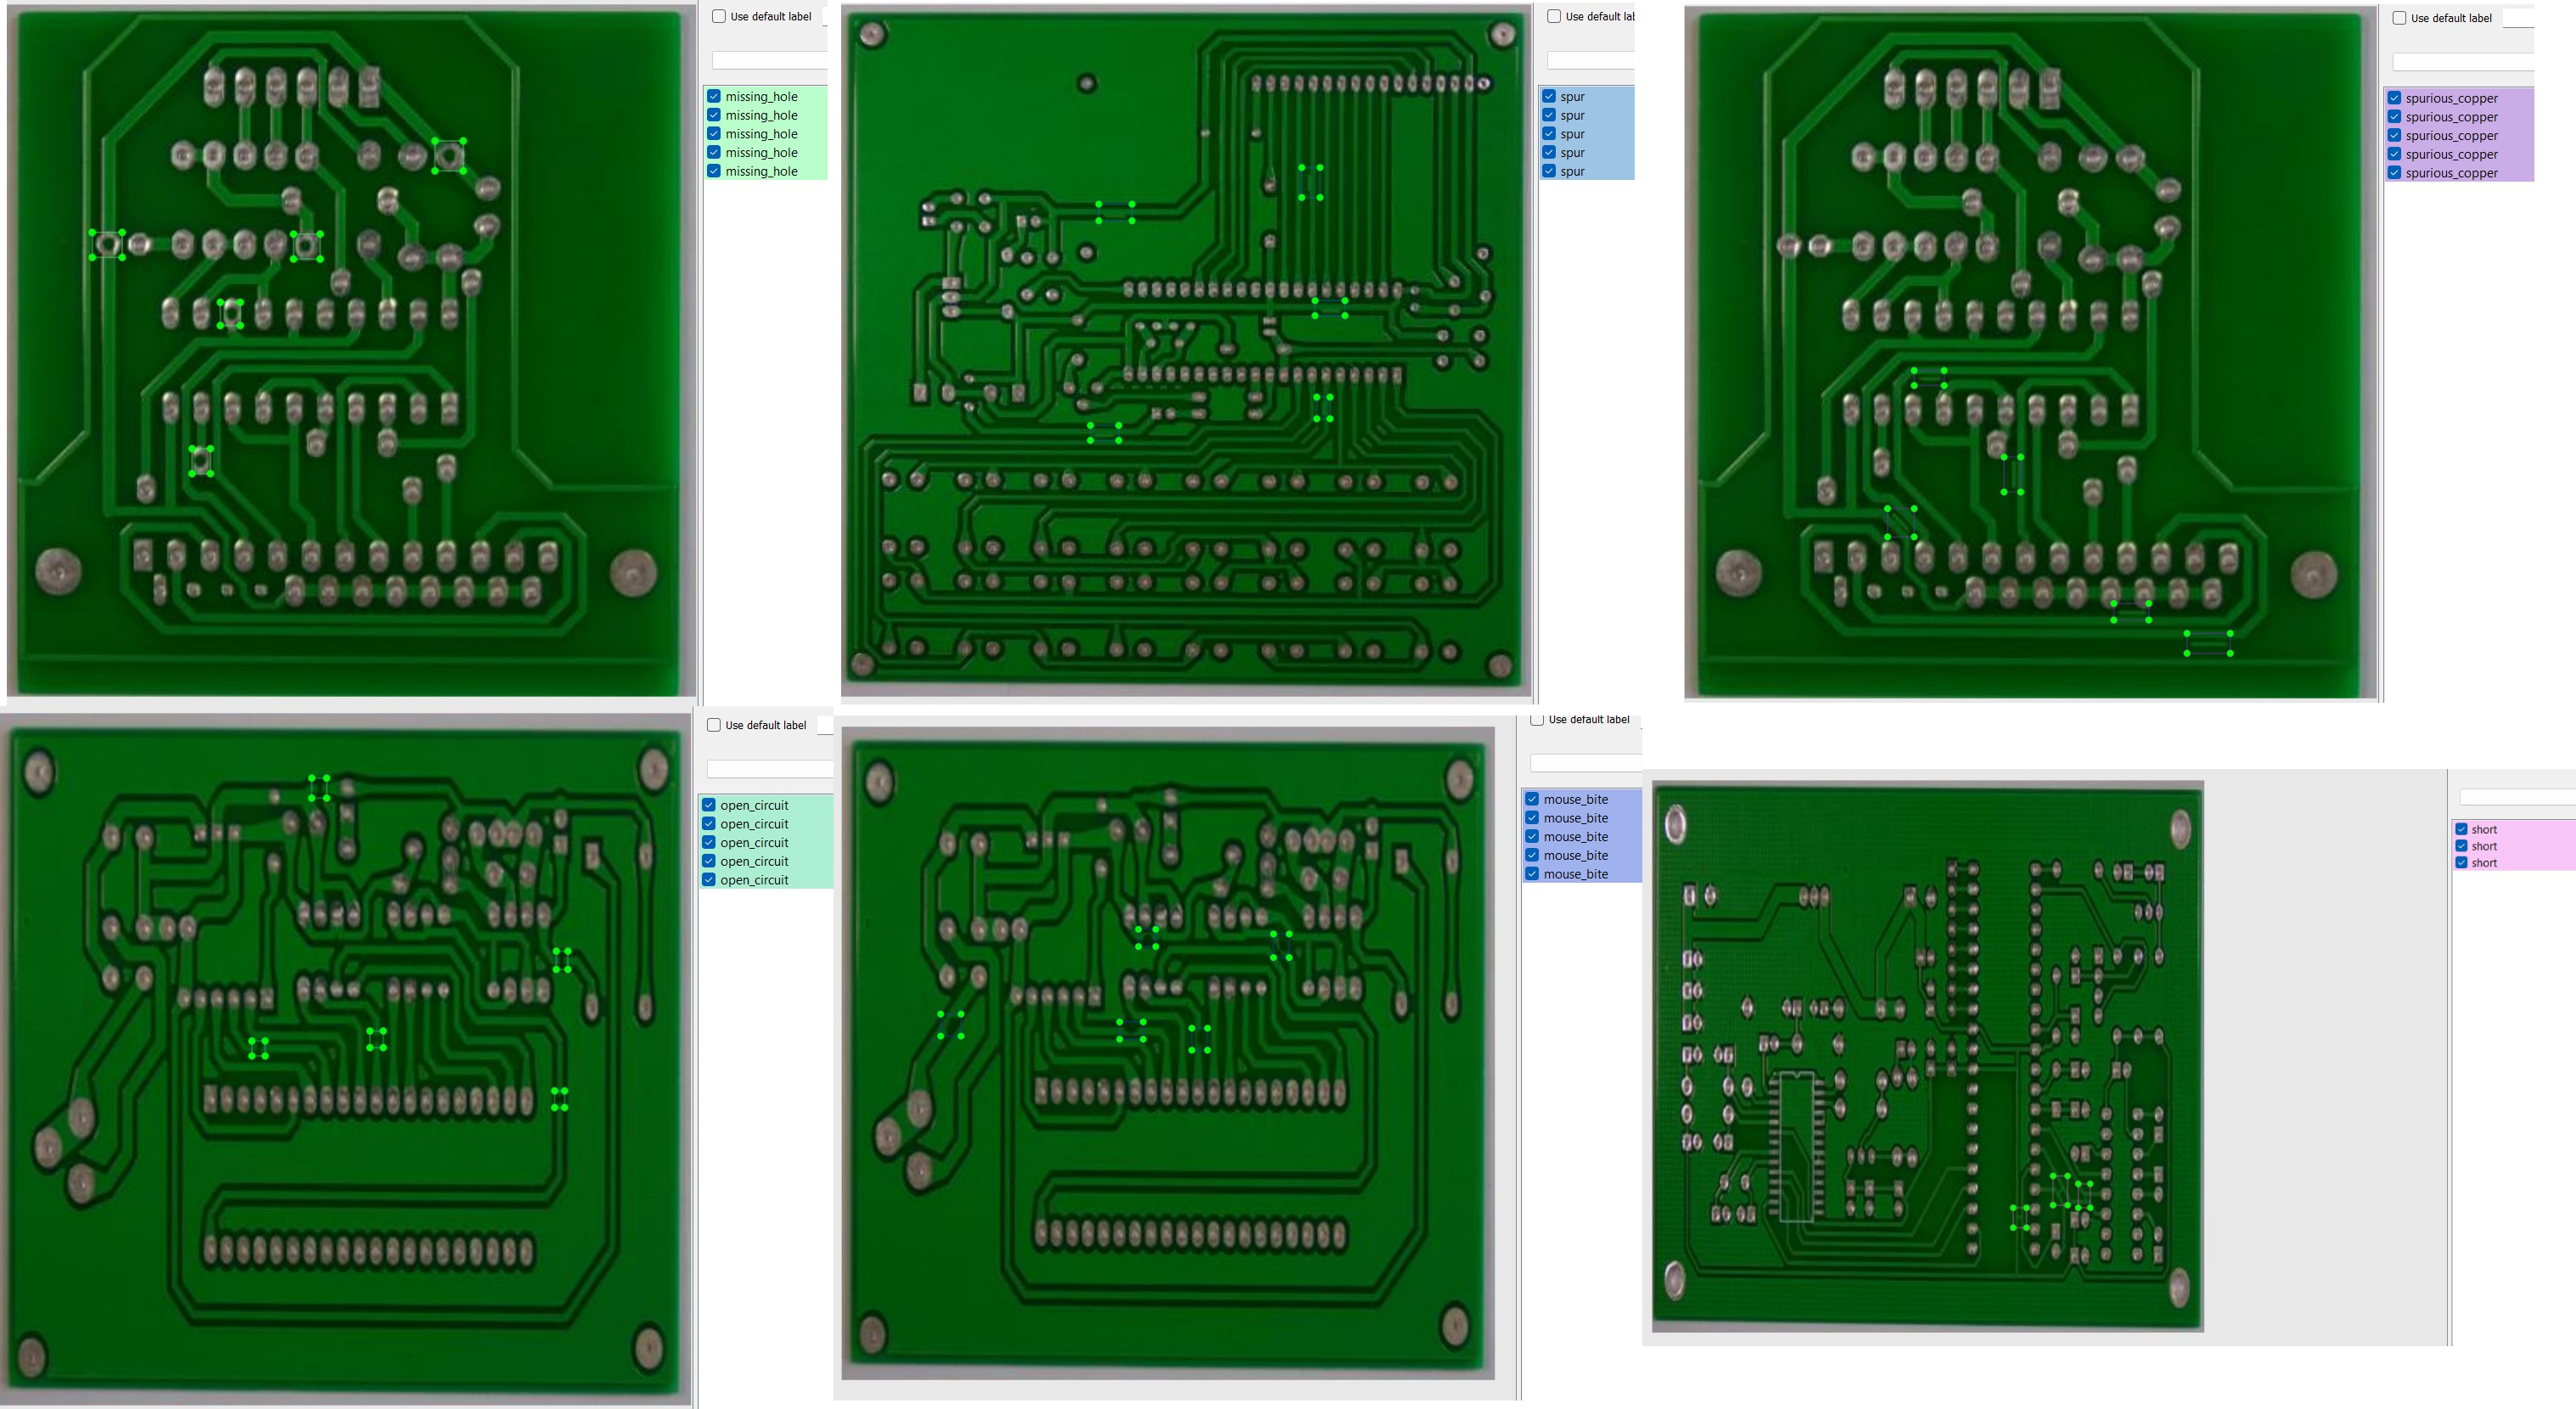 Use default label
missing_hole
missing_hole
missing_hole
missing_hole
missing_hole
Use default lab
spur
spur
spur
spur
spur
Use default label
spurious_copper
spurious_copper
spurious_copper
spurious_copper
spurious_copper
Use default label
open_circuit
open_circuit
open_circuit
open_circuit
open_circuit
Use default label
mouse_bite
mouse_bite
mouse_bite
mouse_bite
mouse_bite
short
short
short